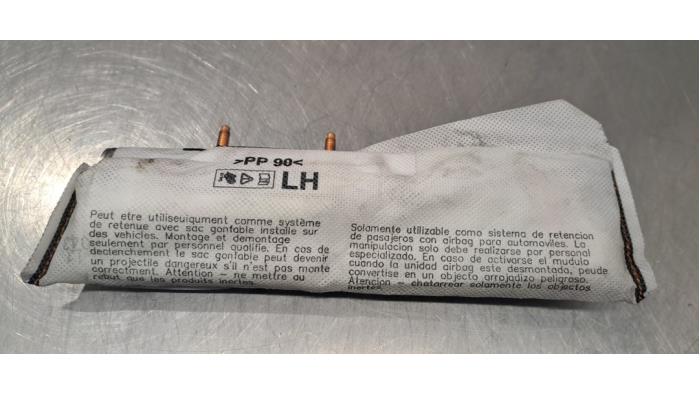 >PP 90<
LH
Peut etre utiliseuiqument comme système
de retenue avec sac gonfable installe sur
des vehicles. Montage et demontage
seulement par personnel qualifie. En cas de
declenchement le sac gonfable peut devenir
un projectile dangereux s'il n'est pas monte
correctment. Attention – ne mettre au
rebut que les produits inertes.
Solamente utilizable como sistema de retencion
de pasajeros con airbag para automoviles. La
manipulacion solo debe realizarse por personal
especializado. En caso de activarse el mudulo
cuando la unidad airbag este desmontado, peude
convertise en un objecto arrojadizo peligroso.
Atencion – chatarrear solamente los objectos
inertes.